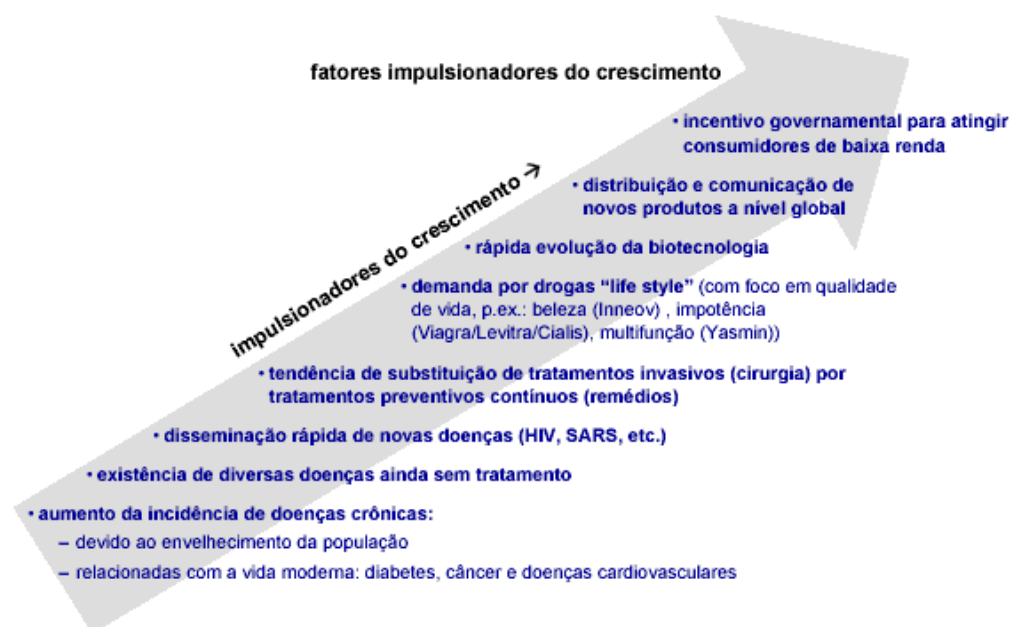 fatores impulsionadores do crescimento
impulsionadores do crescimento →
• incentivo governamental para atingir
consumidores de baixa renda
• distribuição e comunicação de
novos produtos a nível global
• rápida evolução da biotecnologia
• demanda por drogas “life style” (com foco em qualidade
de vida, p.ex.: beleza (Inneov) , impotência
(Viagra/Levitra/Cialis), multifunção (Yasmin))
• tendência de substituição de tratamentos invasivos (cirurgia) por
tratamentos preventivos contínuos (remédios)
• disseminação rápida de novas doenças (HIV, SARS, etc.)
• existência de diversas doenças ainda sem tratamento
• aumento da incidência de doenças crônicas:
– devido ao envelhecimento da população
– relacionadas com a vida moderna: diabetes, câncer e doenças cardiovasculares